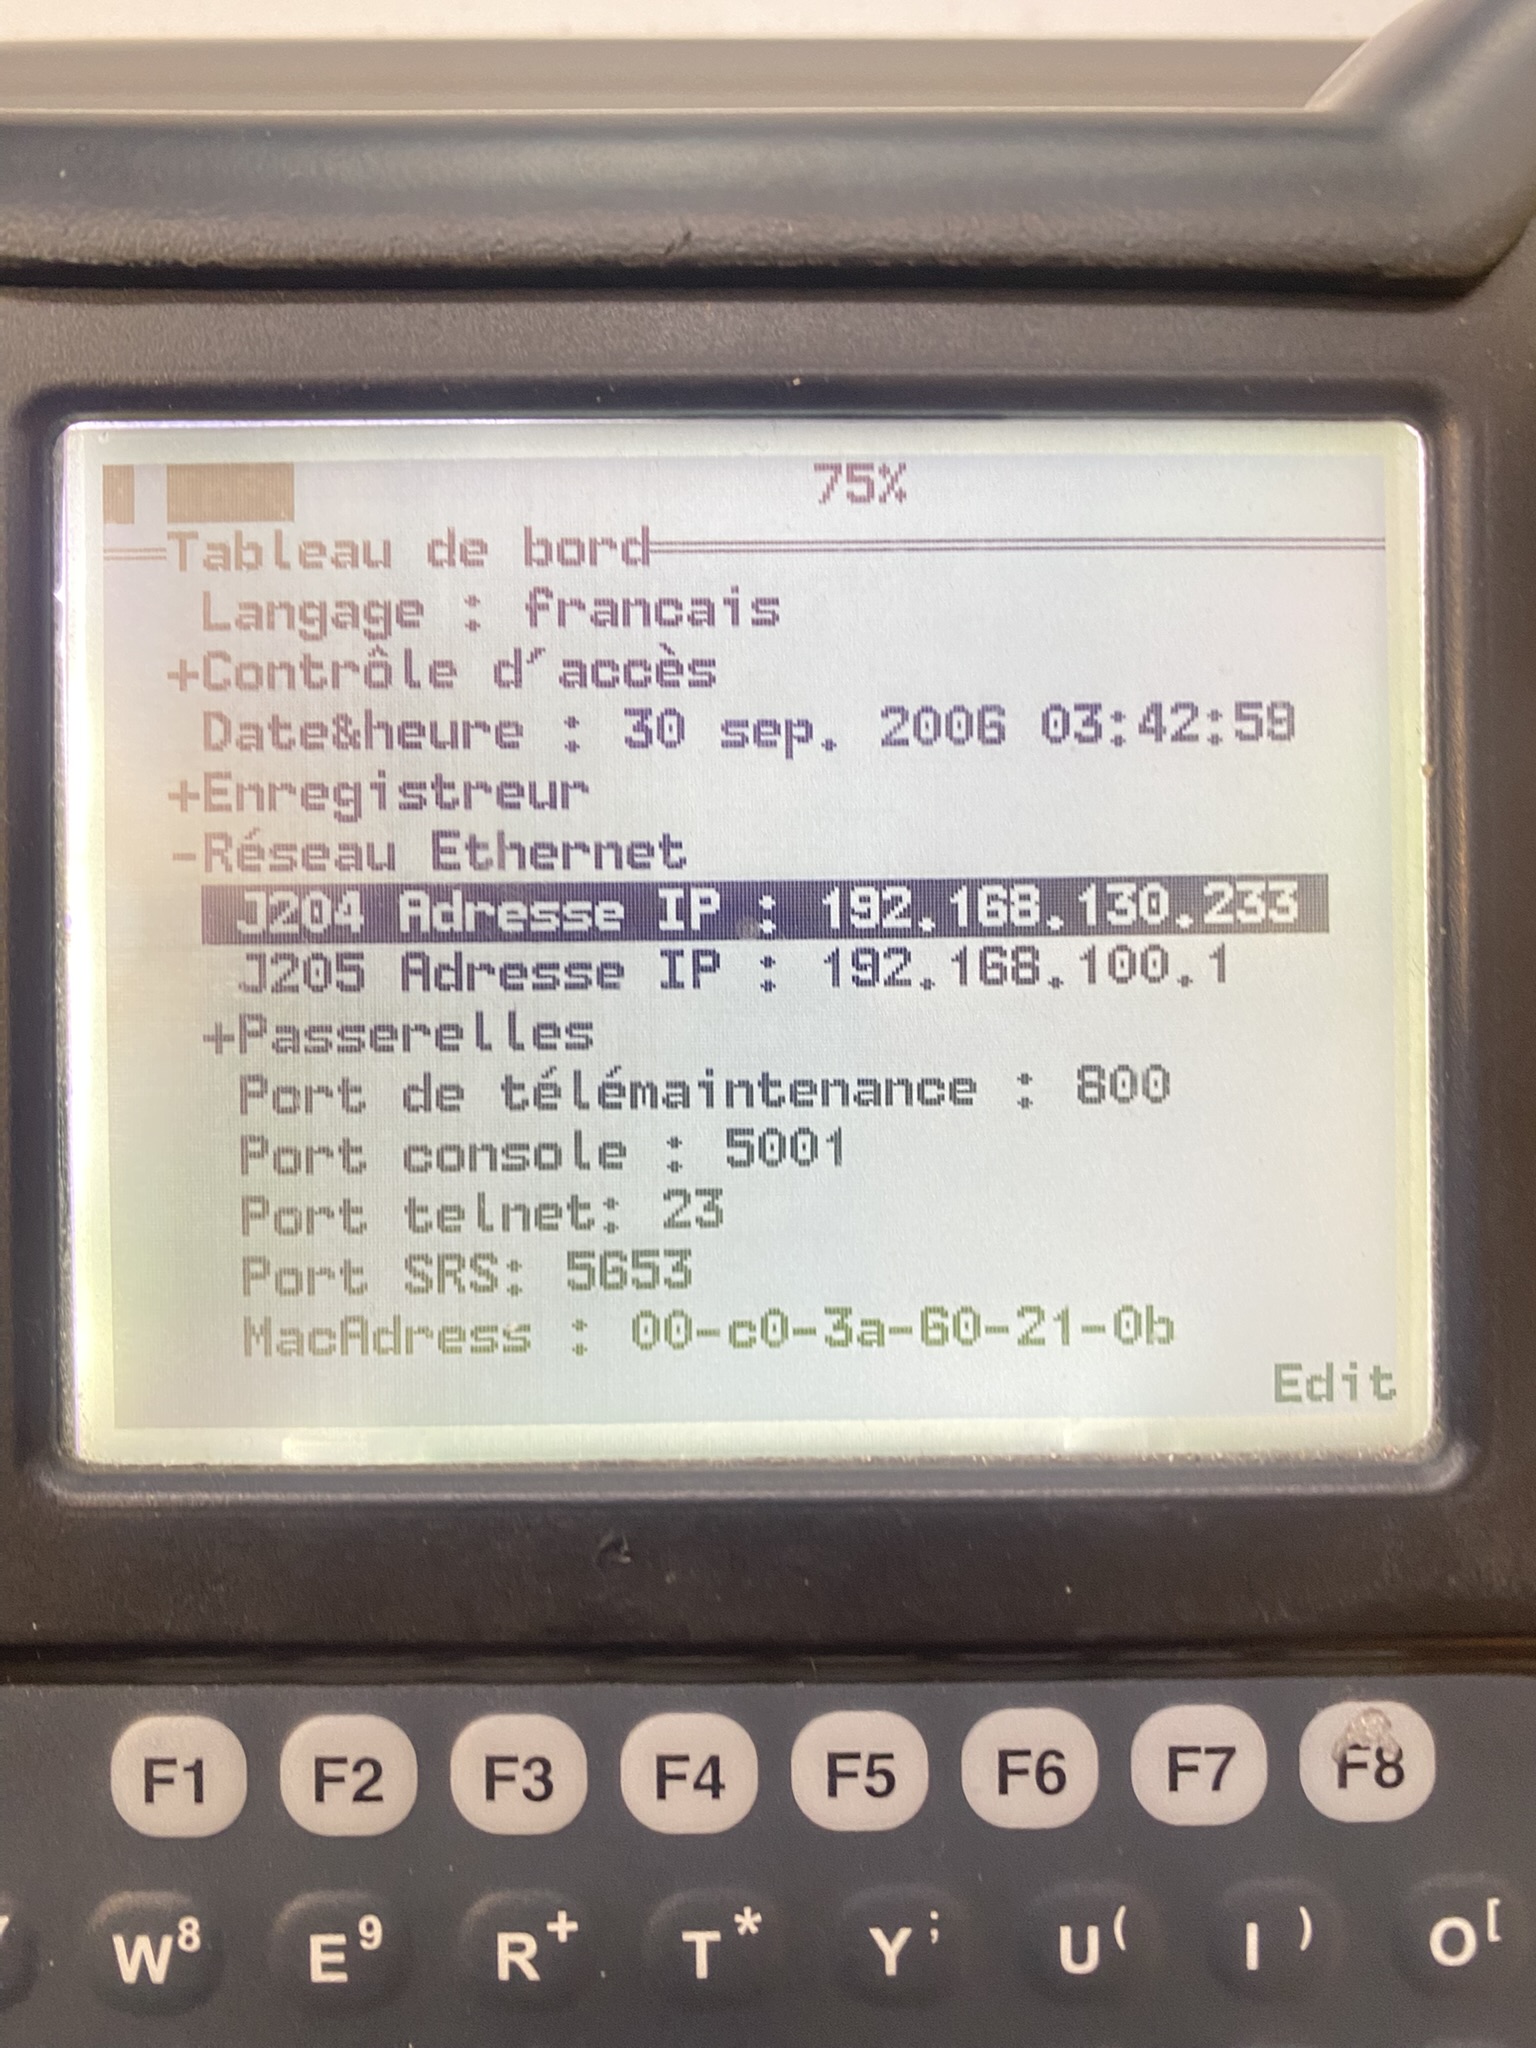 75%
Tableau de bord
Langage : francais
+Contrôle d'accès
Date&heure : 30 sep. 2006 03:42:59
+Enregistreur
-Réseau Ethernet
J204 Adresse IP : 192.168.130.233
J205 Adresse IP : 192.168.100.1
+Passerelles
Port de télémaintenance : 800
Port console : 5001
Port telnet: 23
Port SRS: 5653
MacAdress : 00-c0-3a-60-21-0b
Edit
F1 F2 F3 F4 F5 F6 F7 F8
W8 E9 R+ T* Y; U( I) O[